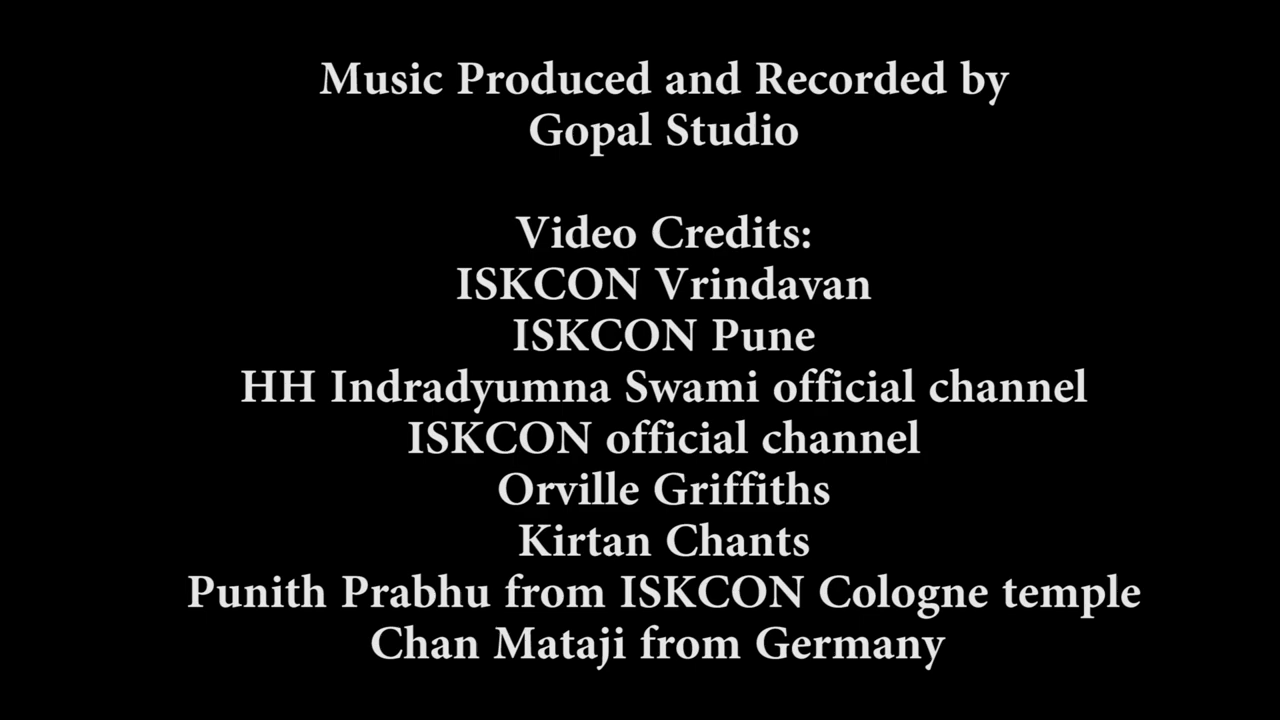 Music Produced and Recorded by
Gopal Studio
Video Credits:
ISKCON Vrindavan
ISKCON Pune
HH Indradyumna Swami official channel
ISKCON official channel
Orville Griffiths
Kirtan Chants
Punith Prabhu from ISKCON Cologne temple
Chan Mataji from Germany